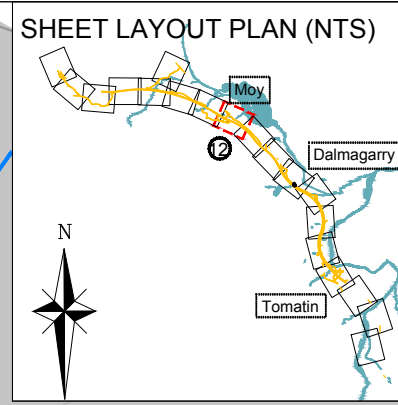 SHEET LAYOUT PLAN (NTS)
Moy
12
Dalmagarry
N
Tomatin